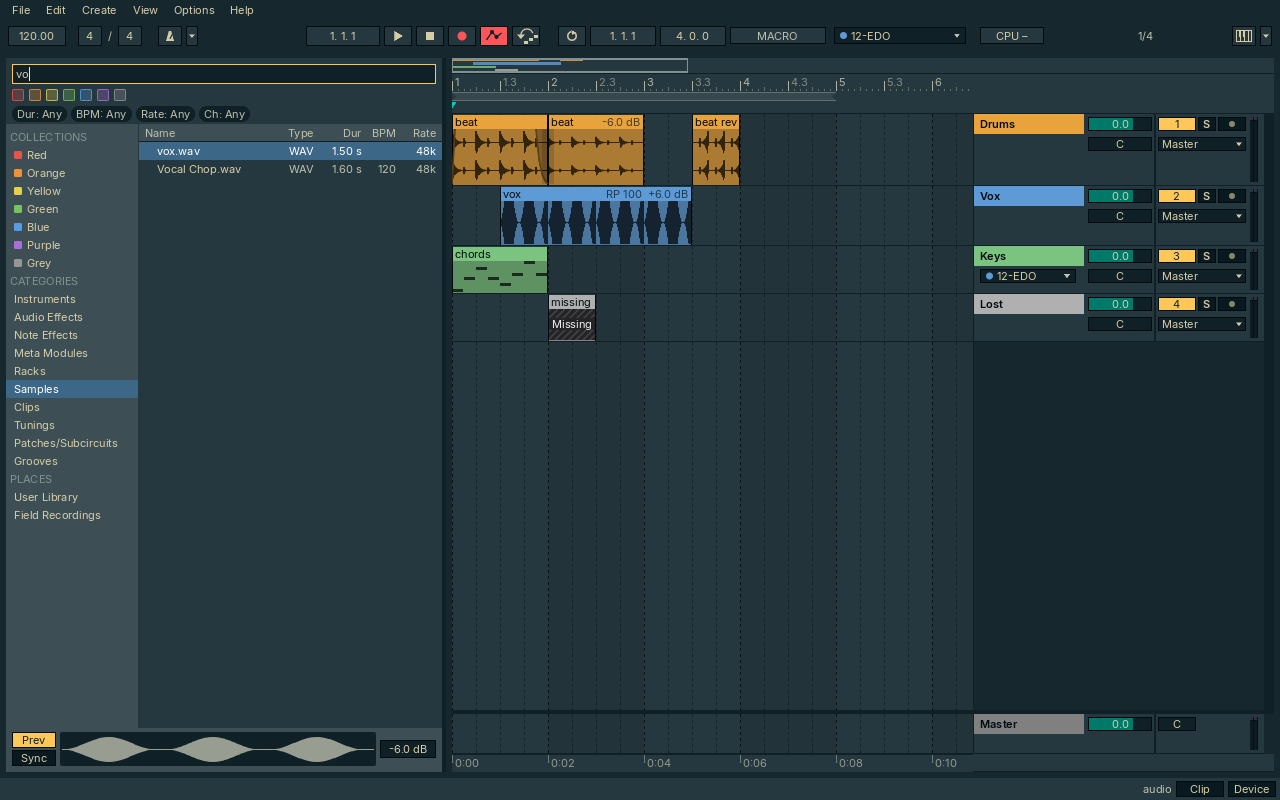 File Edit Create View Options Help
120.00 4 / 4 1. 1. 1 1. 1. 1 4. 0. 0 MACRO 12-EDO CPU – 1/4
vo
Dur: Any BPM: Any Rate: Any Ch: Any
COLLECTIONS
Red
Orange
Yellow
Green
Blue
Purple
Grey
CATEGORIES
Instruments
Audio Effects
Note Effects
Meta Modules
Racks
Samples
Clips
Tunings
Patches/Subcircuits
Grooves
PLACES
User Library
Field Recordings
Name Type Dur BPM Rate
vox.wav WAV 1.50 s 48k
Vocal Chop.wav WAV 1.60 s 120 48k
Prev
Sync
-6.0 dB
1 1.3 2 2.3 3 3.3 4 4.3 5 5.3 6
beat beat -6.0 dB beat rev
vox RP 100 +6.0 dB
chords
missing
Missing
Drums 0.0 1 S
C Master
Vox 0.0 2 S
C Master
Keys 0.0 3 S
12-EDO C Master
Lost 0.0 4 S
C Master
Master 0.0 C
0:00 0:02 0:04 0:06 0:08 0:10
audio Clip Device